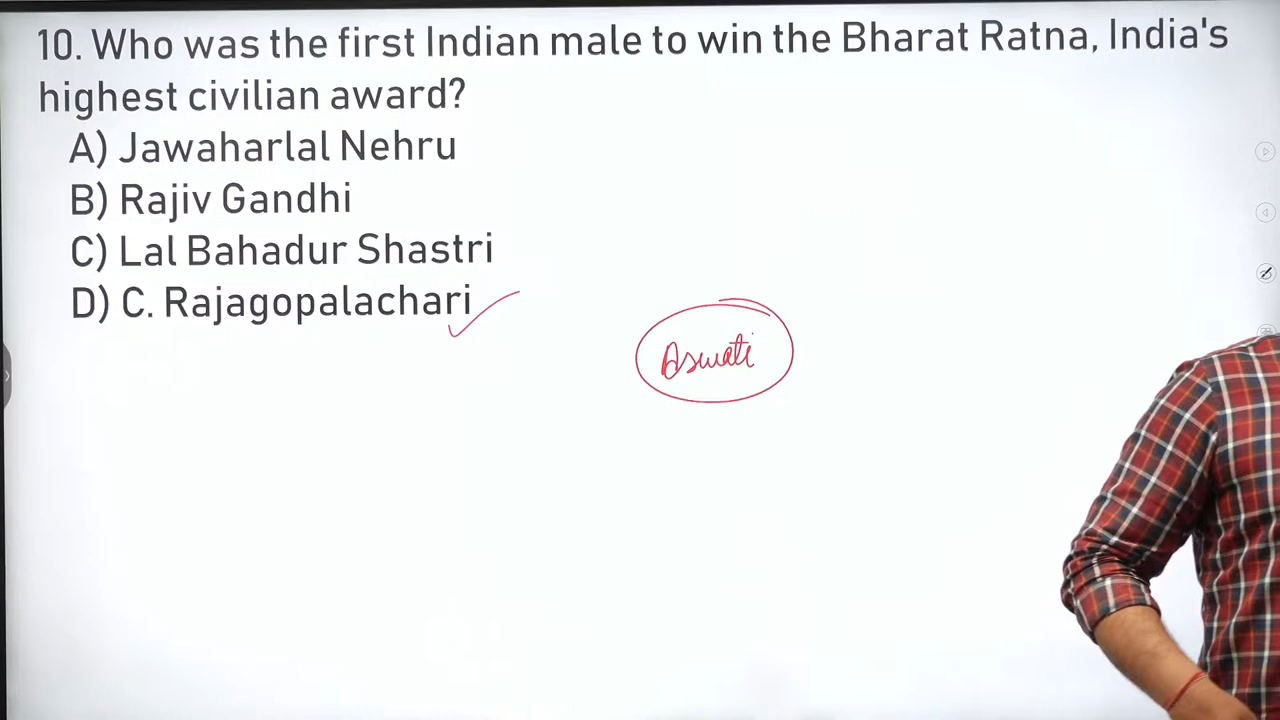 10. Who was the first Indian male to win the Bharat Ratna, India's
highest civilian award?
A) Jawaharlal Nehru
B) Rajiv Gandhi
C) Lal Bahadur Shastri
D) C. Rajagopalachari
Aswati